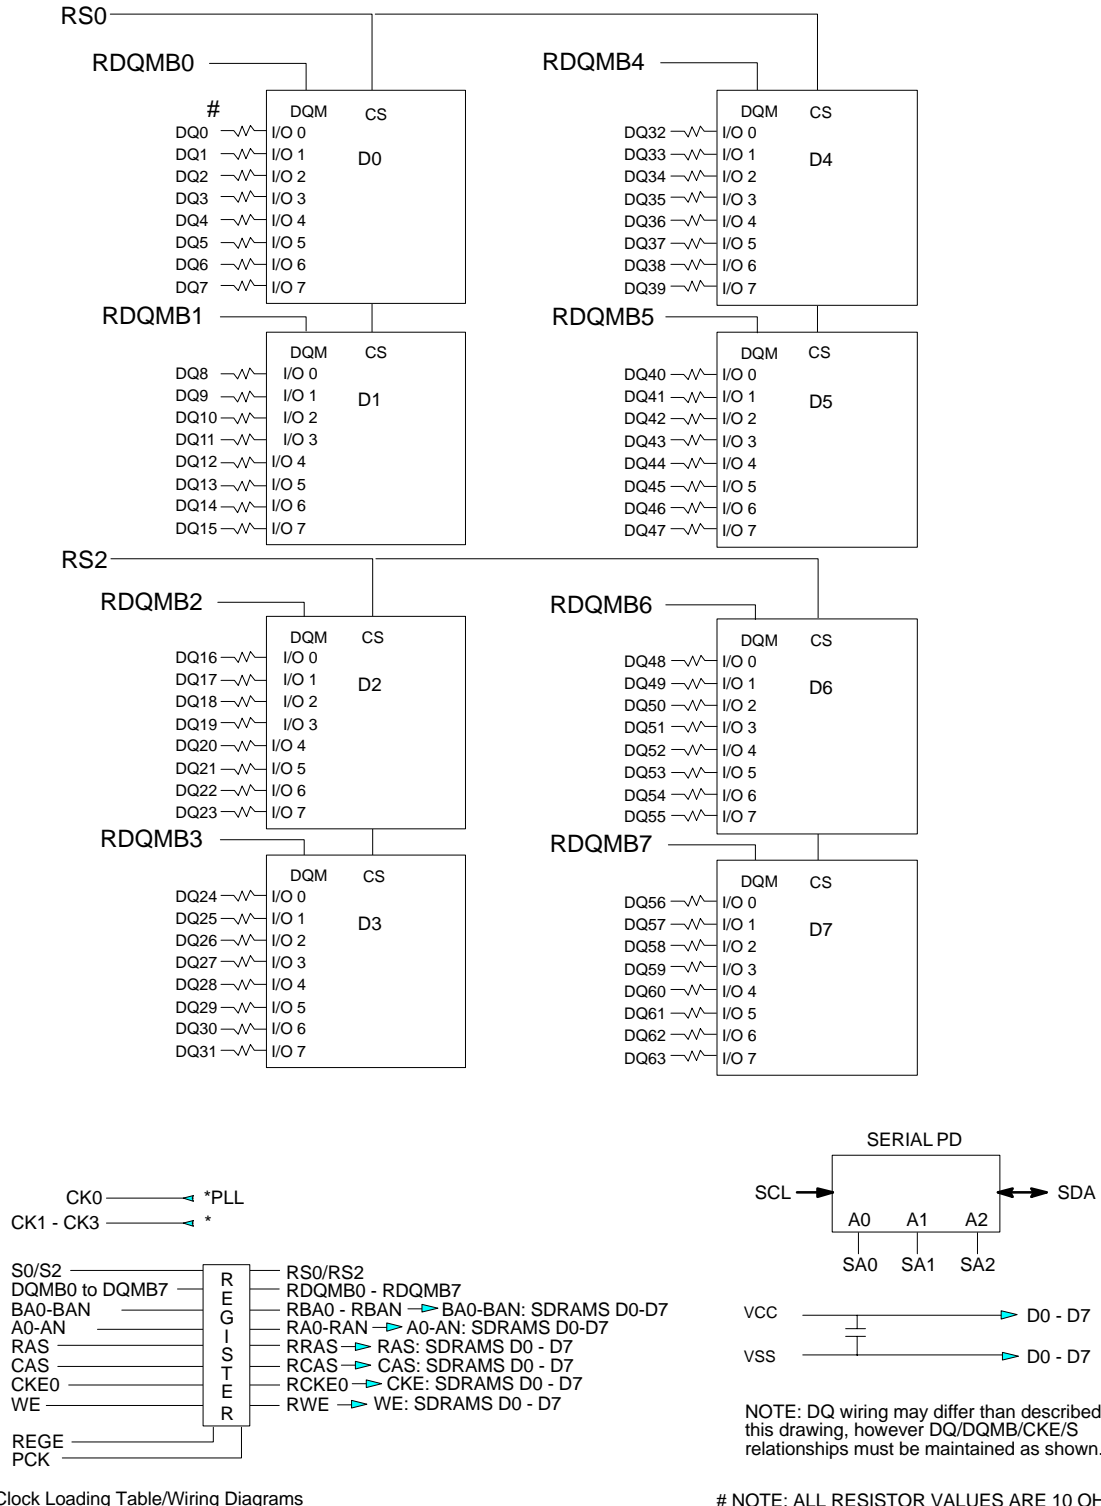 RS0
RDQMB0
#
DQM CS
D0
DQ0 I/O 0
DQ1 I/O 1
DQ2 I/O 2
DQ3 I/O 3
DQ4 I/O 4
DQ5 I/O 5
DQ6 I/O 6
DQ7 I/O 7
RDQMB1
DQM CS
D1
DQ8 I/O 0
DQ9 I/O 1
DQ10 I/O 2
DQ11 I/O 3
DQ12 I/O 4
DQ13 I/O 5
DQ14 I/O 6
DQ15 I/O 7
RDQMB4
DQM CS
D4
DQ32 I/O 0
DQ33 I/O 1
DQ34 I/O 2
DQ35 I/O 3
DQ36 I/O 4
DQ37 I/O 5
DQ38 I/O 6
DQ39 I/O 7
RDQMB5
DQM CS
D5
DQ40 I/O 0
DQ41 I/O 1
DQ42 I/O 2
DQ43 I/O 3
DQ44 I/O 4
DQ45 I/O 5
DQ46 I/O 6
DQ47 I/O 7
RS2
RDQMB2
DQM CS
D2
DQ16 I/O 0
DQ17 I/O 1
DQ18 I/O 2
DQ19 I/O 3
DQ20 I/O 4
DQ21 I/O 5
DQ22 I/O 6
DQ23 I/O 7
RDQMB3
DQM CS
D3
DQ24 I/O 0
DQ25 I/O 1
DQ26 I/O 2
DQ27 I/O 3
DQ28 I/O 4
DQ29 I/O 5
DQ30 I/O 6
DQ31 I/O 7
RDQMB6
DQM CS
D6
DQ48 I/O 0
DQ49 I/O 1
DQ50 I/O 2
DQ51 I/O 3
DQ52 I/O 4
DQ53 I/O 5
DQ54 I/O 6
DQ55 I/O 7
RDQMB7
DQM CS
D7
DQ56 I/O 0
DQ57 I/O 1
DQ58 I/O 2
DQ59 I/O 3
DQ60 I/O 4
DQ61 I/O 5
DQ62 I/O 6
DQ63 I/O 7
CK0 *PLL
CK1 - CK3 *
REGISTER
S0/S2 RS0/RS2
DQMB0 to DQMB7 RDQMB0 - RDQMB7
BA0-BAN RBA0 - RBAN BA0-BAN: SDRAMS D0-D7
A0-AN RA0-RAN A0-AN: SDRAMS D0-D7
RAS RRAS RAS: SDRAMS D0 - D7
CAS RCAS CAS: SDRAMS D0 - D7
CKE0 RCKE0 CKE: SDRAMS D0 - D7
WE RWE WE: SDRAMS D0 - D7
REGE
PCK
SERIAL PD
SCL SDA
A0 A1 A2
SA0 SA1 SA2
VCC D0 - D7
VSS D0 - D7
NOTE: DQ wiring may differ than described
this drawing, however DQ/DQMB/CKE/S
relationships must be maintained as shown.
Clock Loading Table/Wiring Diagrams
# NOTE: ALL RESISTOR VALUES ARE 10